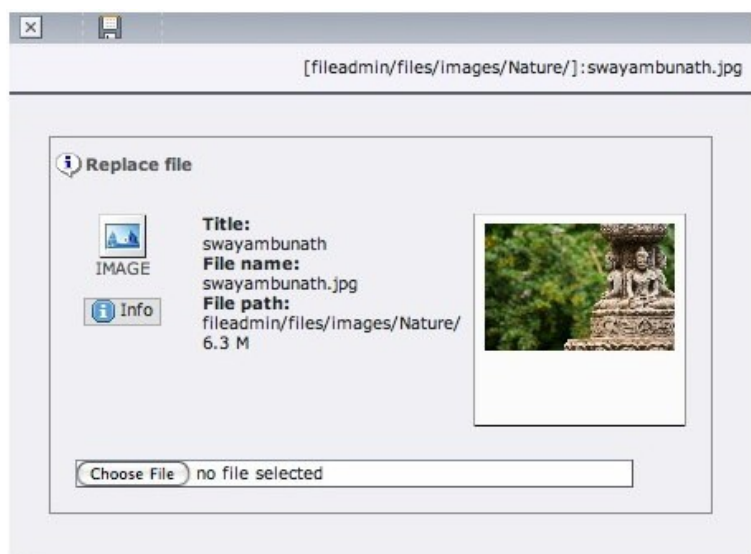 [fileadmin/files/images/Nature/]:swayambunath.jpg
Replace file
IMAGE
Info
Title:
swayambunath
File name:
swayambunath.jpg
File path:
fileadmin/files/images/Nature/
6.3 M
Choose File no file selected